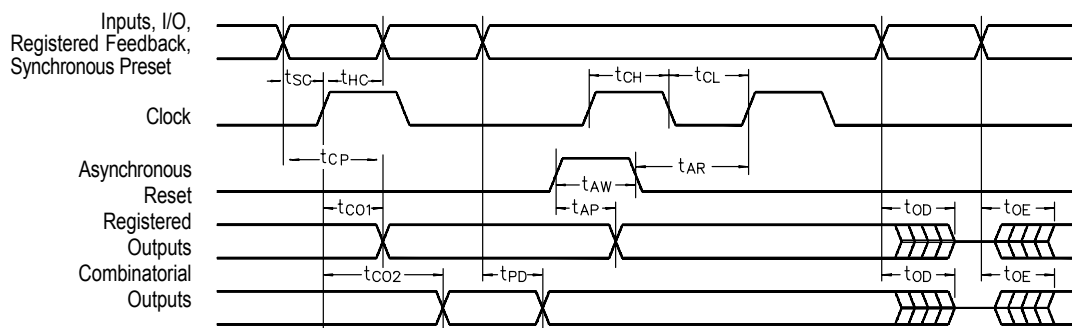 Inputs, I/O,
Registered Feedback,
Synchronous Preset
tSC
tHC
tCH
tCL
Clock
tCP
Asynchronous
Reset
tAW
tAR
tCO1
tAP
Registered
Outputs
tOD
tOE
Combinatorial
Outputs
tCO2
tPD
tOD
tOE